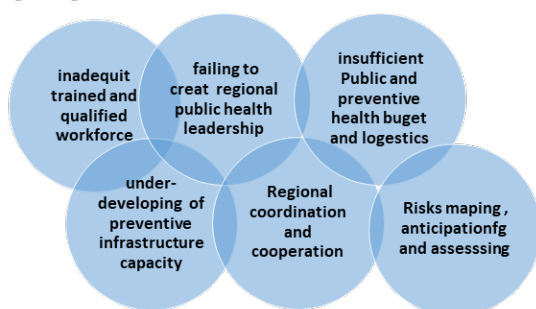 inadequit
trained and
qualified
workforce
failing to
creat regional
public health
leadership
insufficient
Public and
preventive
health buget
and logestics
under-
developing of
preventive
infrastructure
capacity
Regional
coordination
and
cooperation
Risks maping ,
anticipationfg
and assesssing